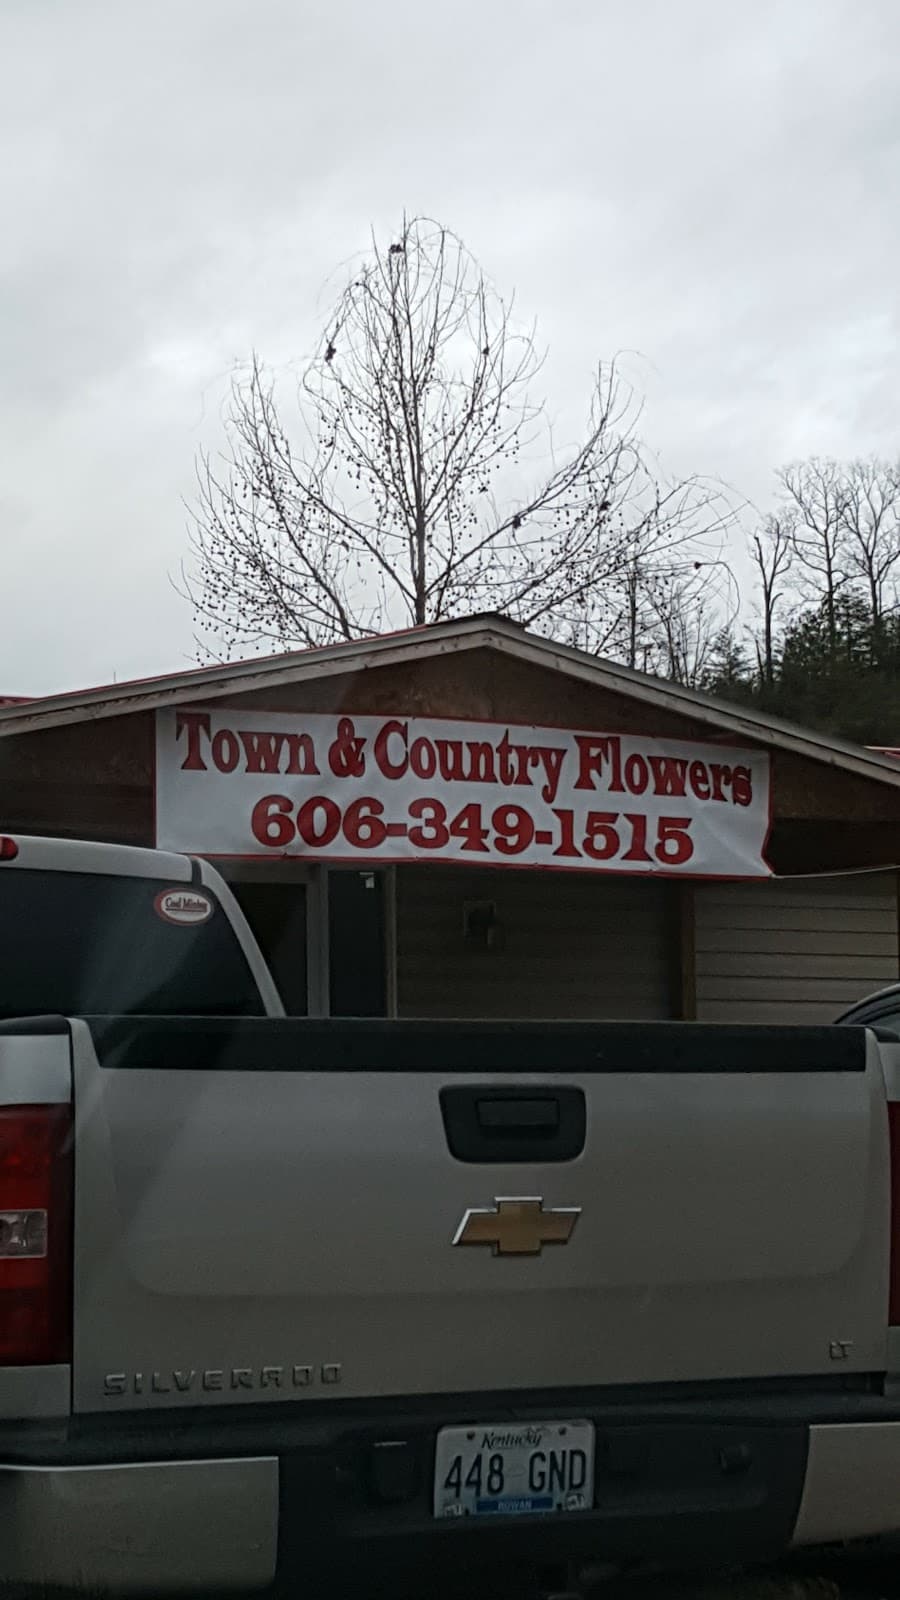 Town & Country Flowers
606-349-1515
Coal Mining
SILVERADO
LT
Kentucky
448 GND
ROWAN